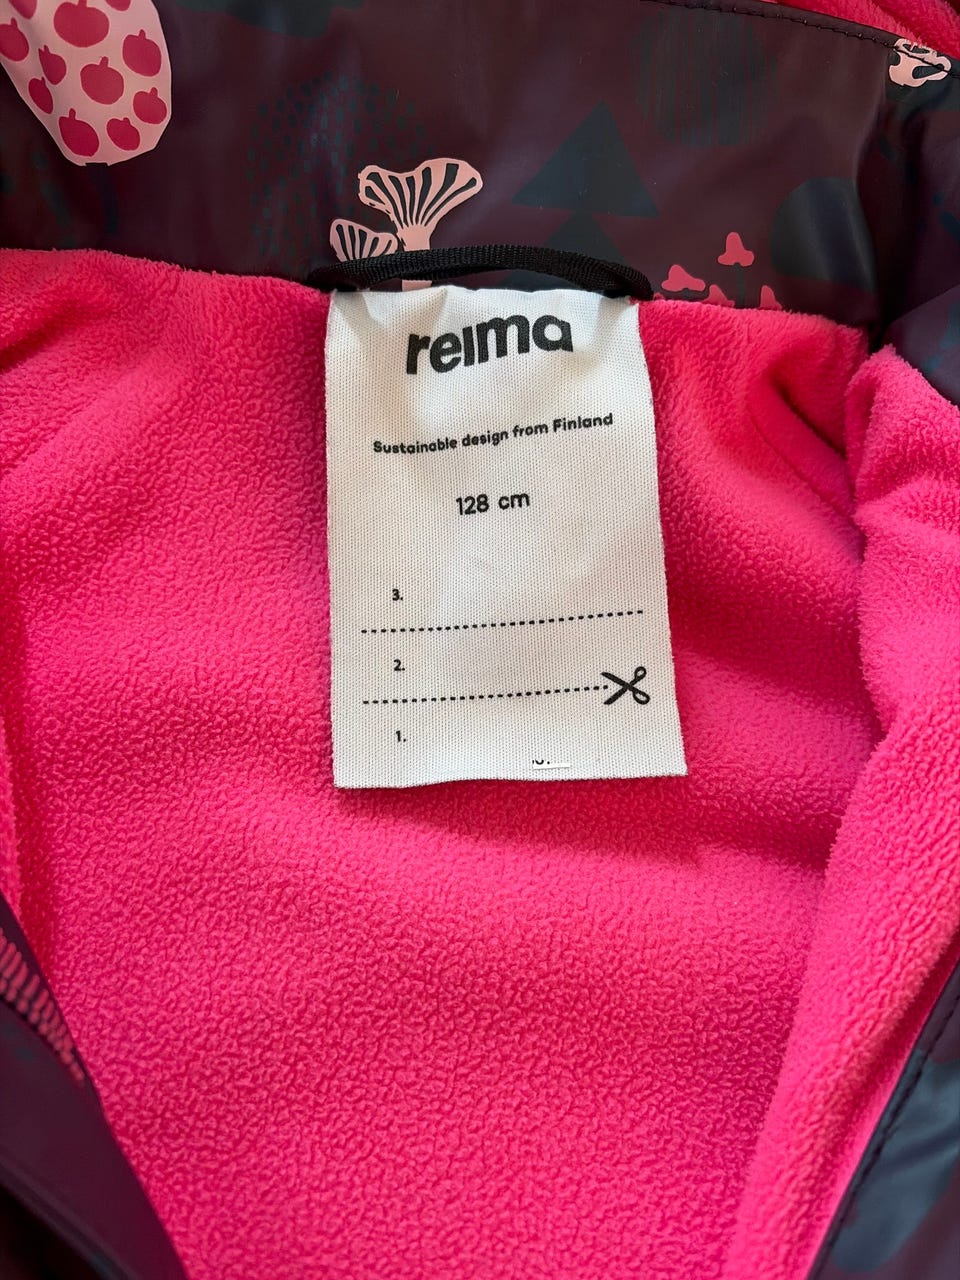 reima
Sustainable design from Finland
128 cm
3.
2.
1.